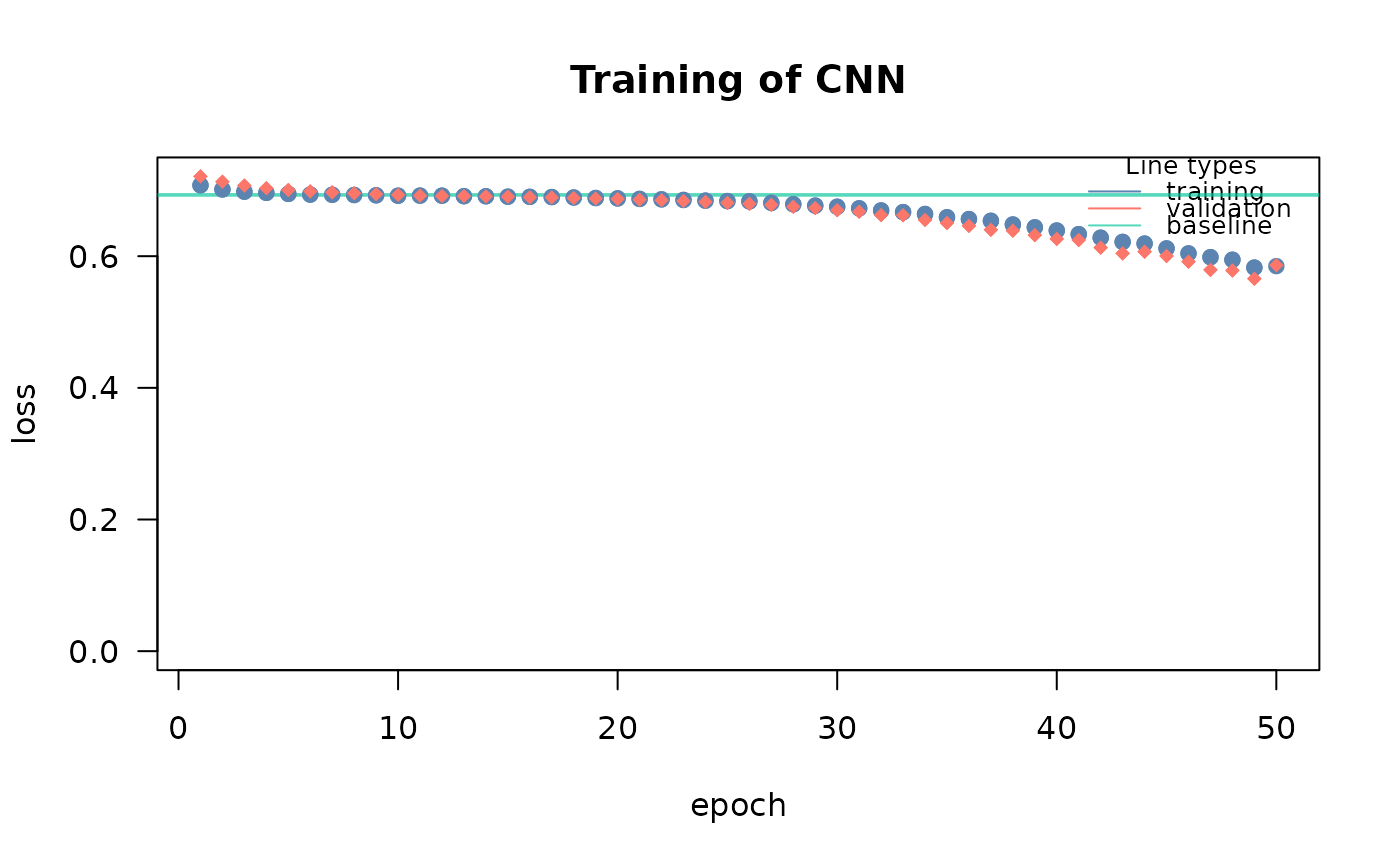 Training of CNN
Line types
training
validation
baseline
0.6
0.4
0.2
0.0
loss
0 10 20 30 40 50
epoch